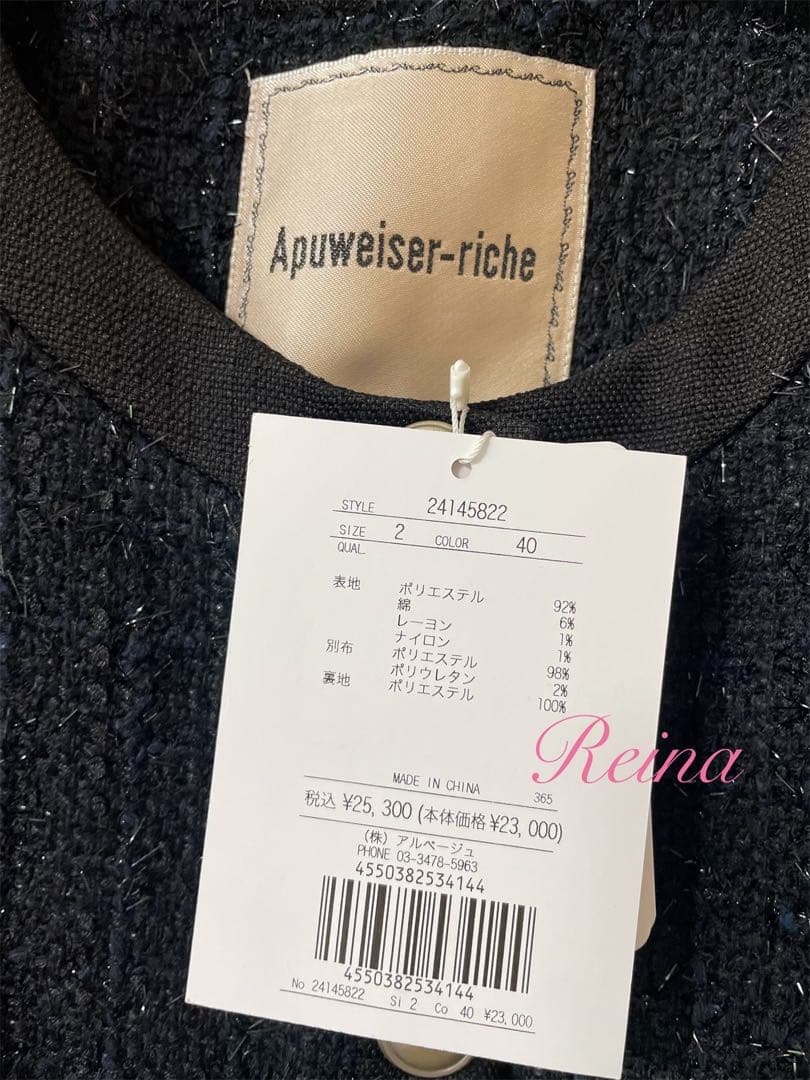 Apuweiser-riche
STYLE 24145822
SIZE 2 COLOR 40
QUAL
表地 ポリエステル 92%
綿 6%
レーヨン 1%
ナイロン 1%
別布 ポリエステル 98%
ポリウレタン 2%
裏地 ポリエステル 100%
Reina
MADE IN CHINA 365
税込 ¥25,300 (本体価格 ¥23,000)
(株) アルページュ
PHONE 03-3478-5963
4550382534144
4550382534144
No 24145822 Si 2 Co 40 ¥23,000